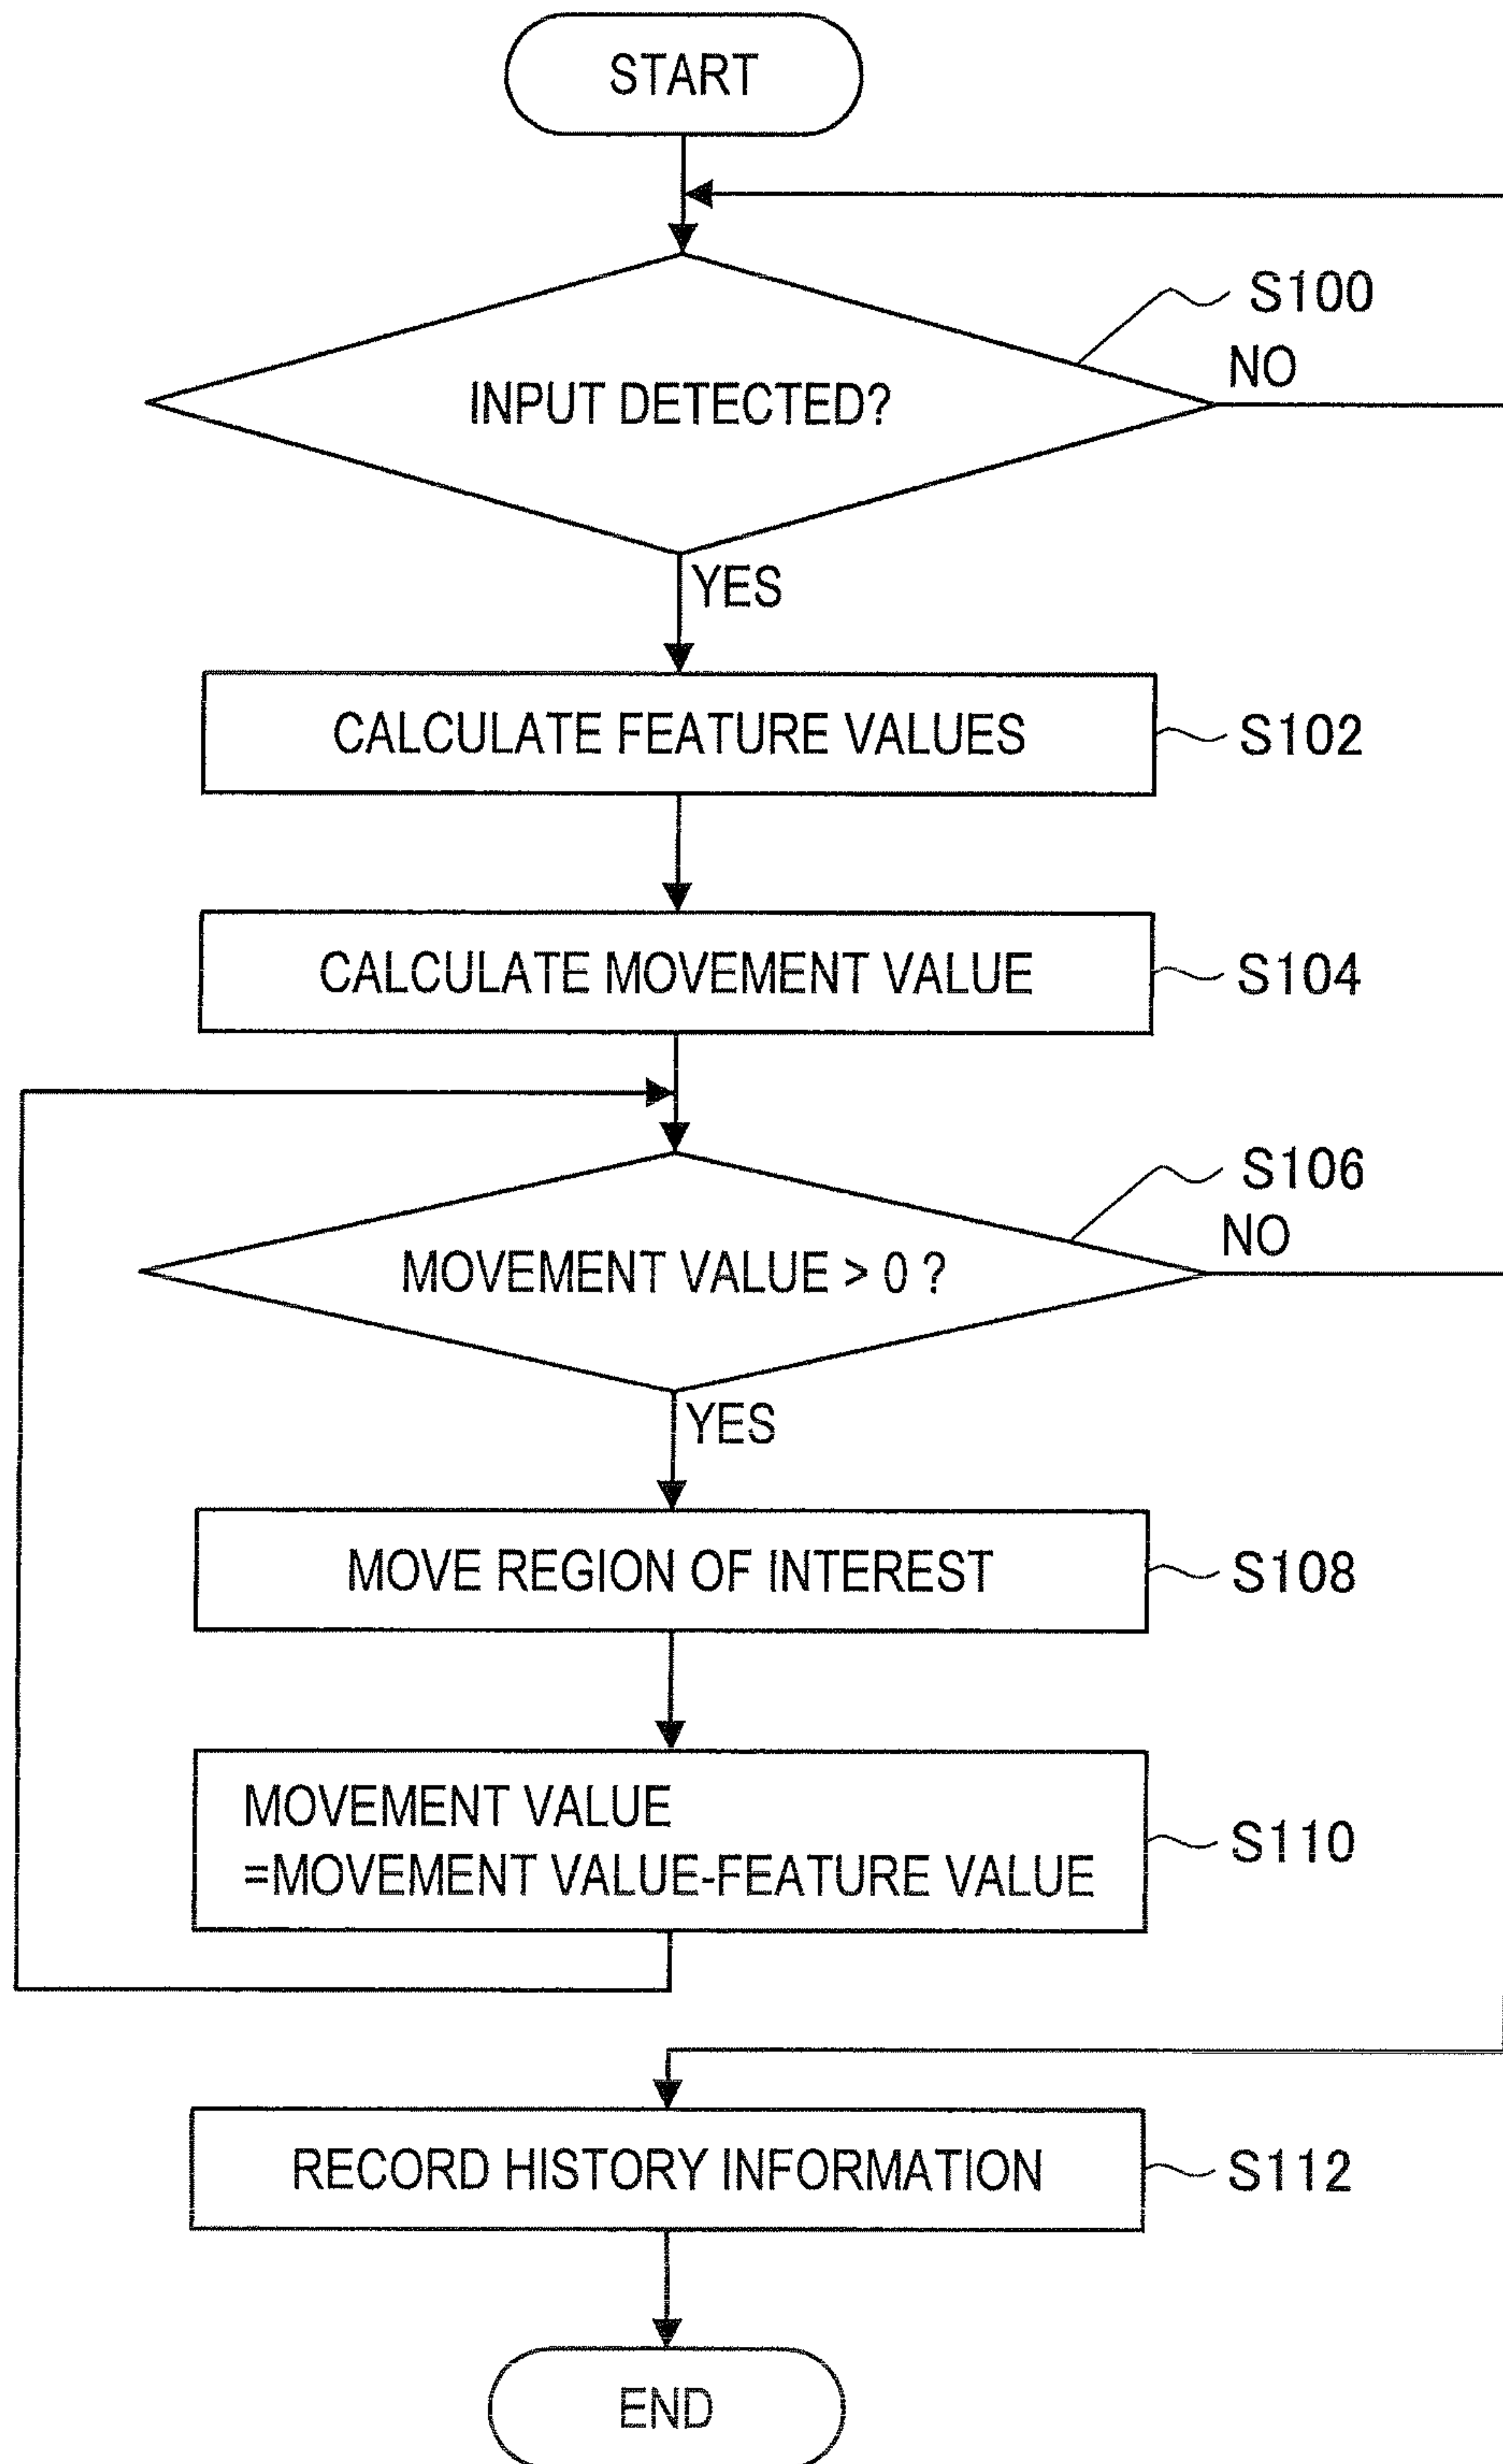 START
S100
NO
INPUT DETECTED?
YES
CALCULATE FEATURE VALUES
S102
CALCULATE MOVEMENT VALUE
S104
S106
NO
MOVEMENT VALUE > 0 ?
YES
MOVE REGION OF INTEREST
S108
MOVEMENT VALUE
=MOVEMENT VALUE-FEATURE VALUE
S110
RECORD HISTORY INFORMATION
S112
END